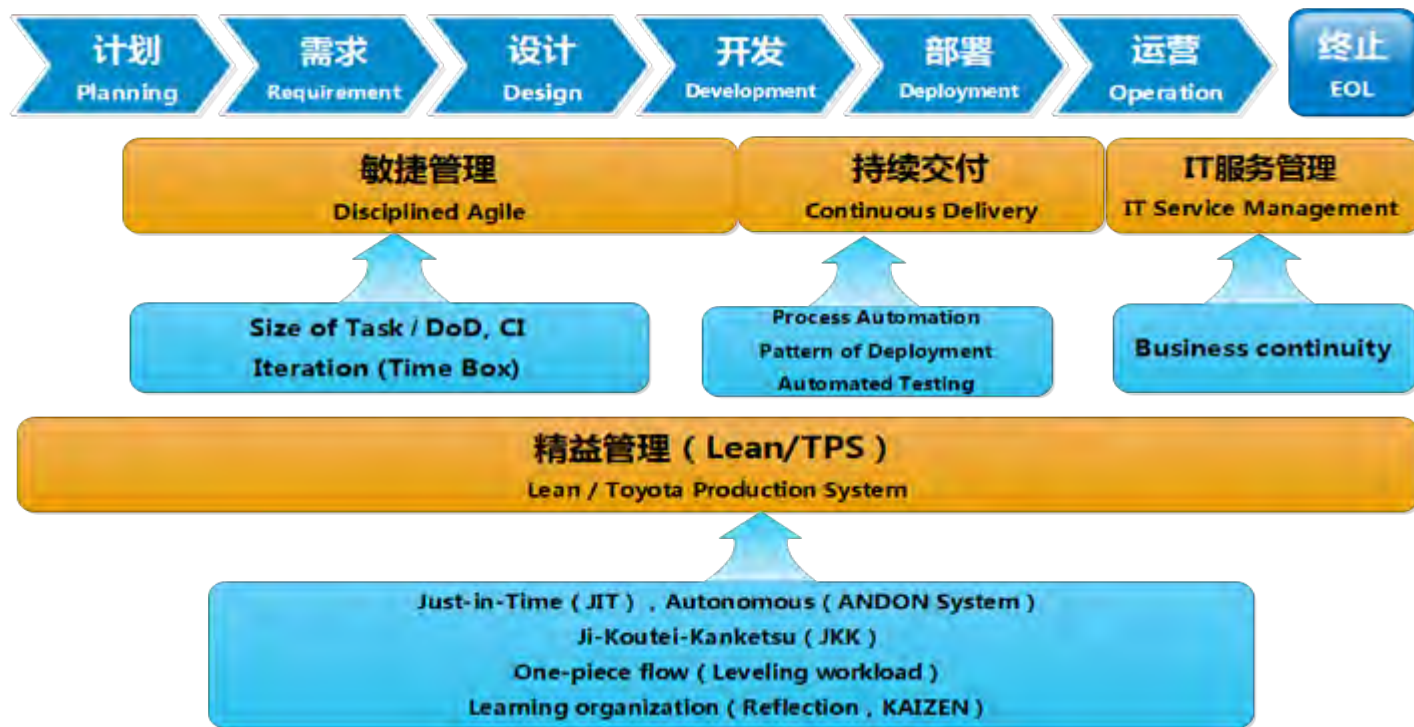 计划
Planning
需求
Requirement
设计
Design
开发
Development
部署
Deployment
运营
Operation
终止
EOL
敏捷管理
Disciplined Agile
持续交付
Continuous Delivery
IT服务管理
IT Service Management
Size of Task / DoD, CI
Iteration (Time Box)
Process Automation
Pattern of Deployment
Automated Testing
Business continuity
精益管理（Lean/TPS）
Lean / Toyota Production System
Just-in-Time（JIT）, Autonomous（ANDON System）
Ji-Koutei-Kanketsu（JKK）
One-piece flow（Leveling workload）
Learning organization（Reflection , KAIZEN）